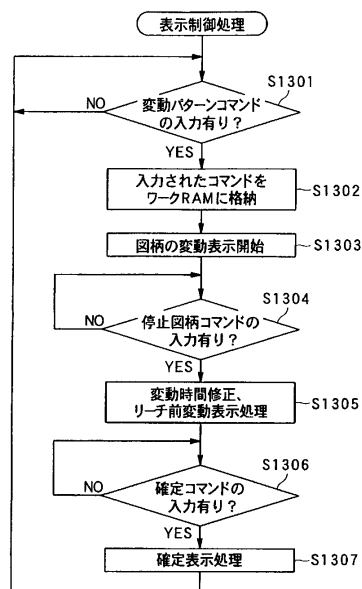 表示制御処理
S1301
変動パターンコマンド
の入力有り？
NO
YES
入力されたコマンドを
ワークRAMに格納
S1302
図柄の変動表示開始
S1303
S1304
停止図柄コマンドの
入力有り？
NO
YES
変動時間修正、
リーチ前変動表示処理
S1305
S1306
確定コマンドの
入力有り？
NO
YES
確定表示処理
S1307